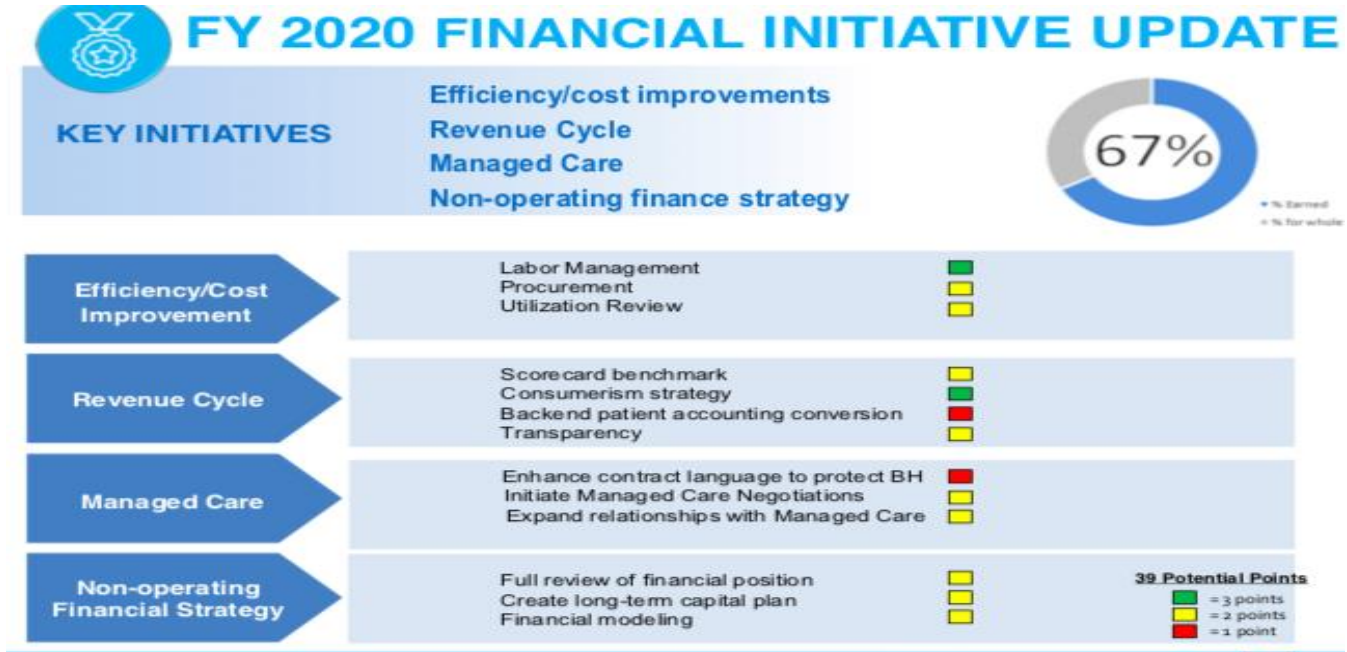 FY 2020 FINANCIAL INITIATIVE UPDATE
KEY INITIATIVES
Efficiency/cost improvements
Revenue Cycle
Managed Care
Non-operating finance strategy
67%
% Earned
% for whole
Efficiency/Cost
Improvement
Labor Management
Procurement
Utilization Review
Revenue Cycle
Scorecard benchmark
Consumerism strategy
Backend patient accounting conversion
Transparency
Managed Care
Enhance contract language to protect BH
Initiate Managed Care Negotiations
Expand relationships with Managed Care
Non-operating
Financial Strategy
Full review of financial position
Create long-term capital plan
Financial modeling
39 Potential Points
= 3 points
= 2 points
= 1 point